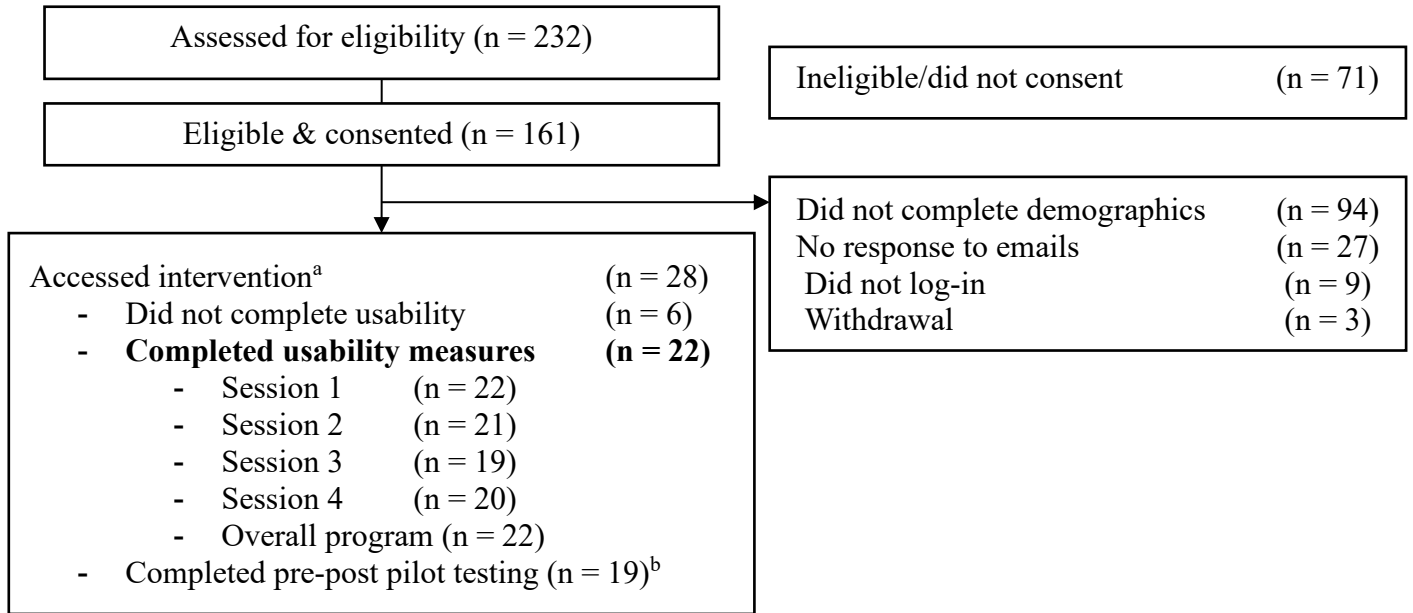 Assessed for eligibility (n = 232)
Ineligible/did not consent (n = 71)
Eligible & consented (n = 161)
Did not complete demographics (n = 94)
No response to emails (n = 27)
Did not log-in (n = 9)
Withdrawal (n = 3)
Accessed interventionᵃ (n = 28)
- Did not complete usability (n = 6)
- Completed usability measures (n = 22)
- Session 1 (n = 22)
- Session 2 (n = 21)
- Session 3 (n = 19)
- Session 4 (n = 20)
- Overall program (n = 22)
- Completed pre-post pilot testing (n = 19)ᵇ